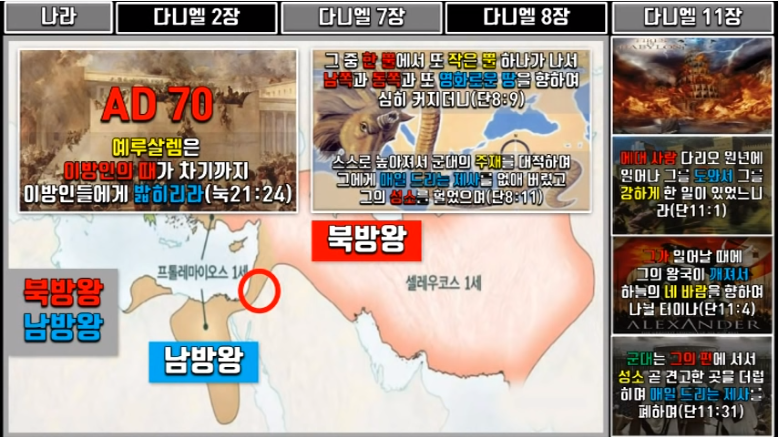 나라
다니엘 2장
다니엘 7장
다니엘 8장
다니엘 11장
AD 70
예루살렘은
이방인의 때가 차기까지
이방인들에게 밟히리라(눅21:24)
그 중 한 뿔에서 또 작은 뿔 하나가 나서
남쪽과 동쪽과 또 영화로운 땅을 향하여
심히 커지더니(단8:9)
스스로 높아져서 군대의 주재를 대적하며
그에게 매일 드리는 제사를 없애 버렸고
그의 성소를 헐었으며(단8:11)
북방왕
프톨레마이오스 1세
셀레우코스 1세
북방왕
남방왕
남방왕
BABYLON
메대 사람 다리오 원년에
일어나 그를 도와서 그를
강하게 한 일이 있었느니
라(단11:1)
그가 일어날 때에
그의 왕국이 깨져서
하늘의 네 바람을 향하여
나뉠 터이나(단11:4)
ALEXANDER
군대는 그의 편에 서서
성소 곧 견고한 곳을 더럽
히며 매일 드리는 제사를
폐하며(단11:31)